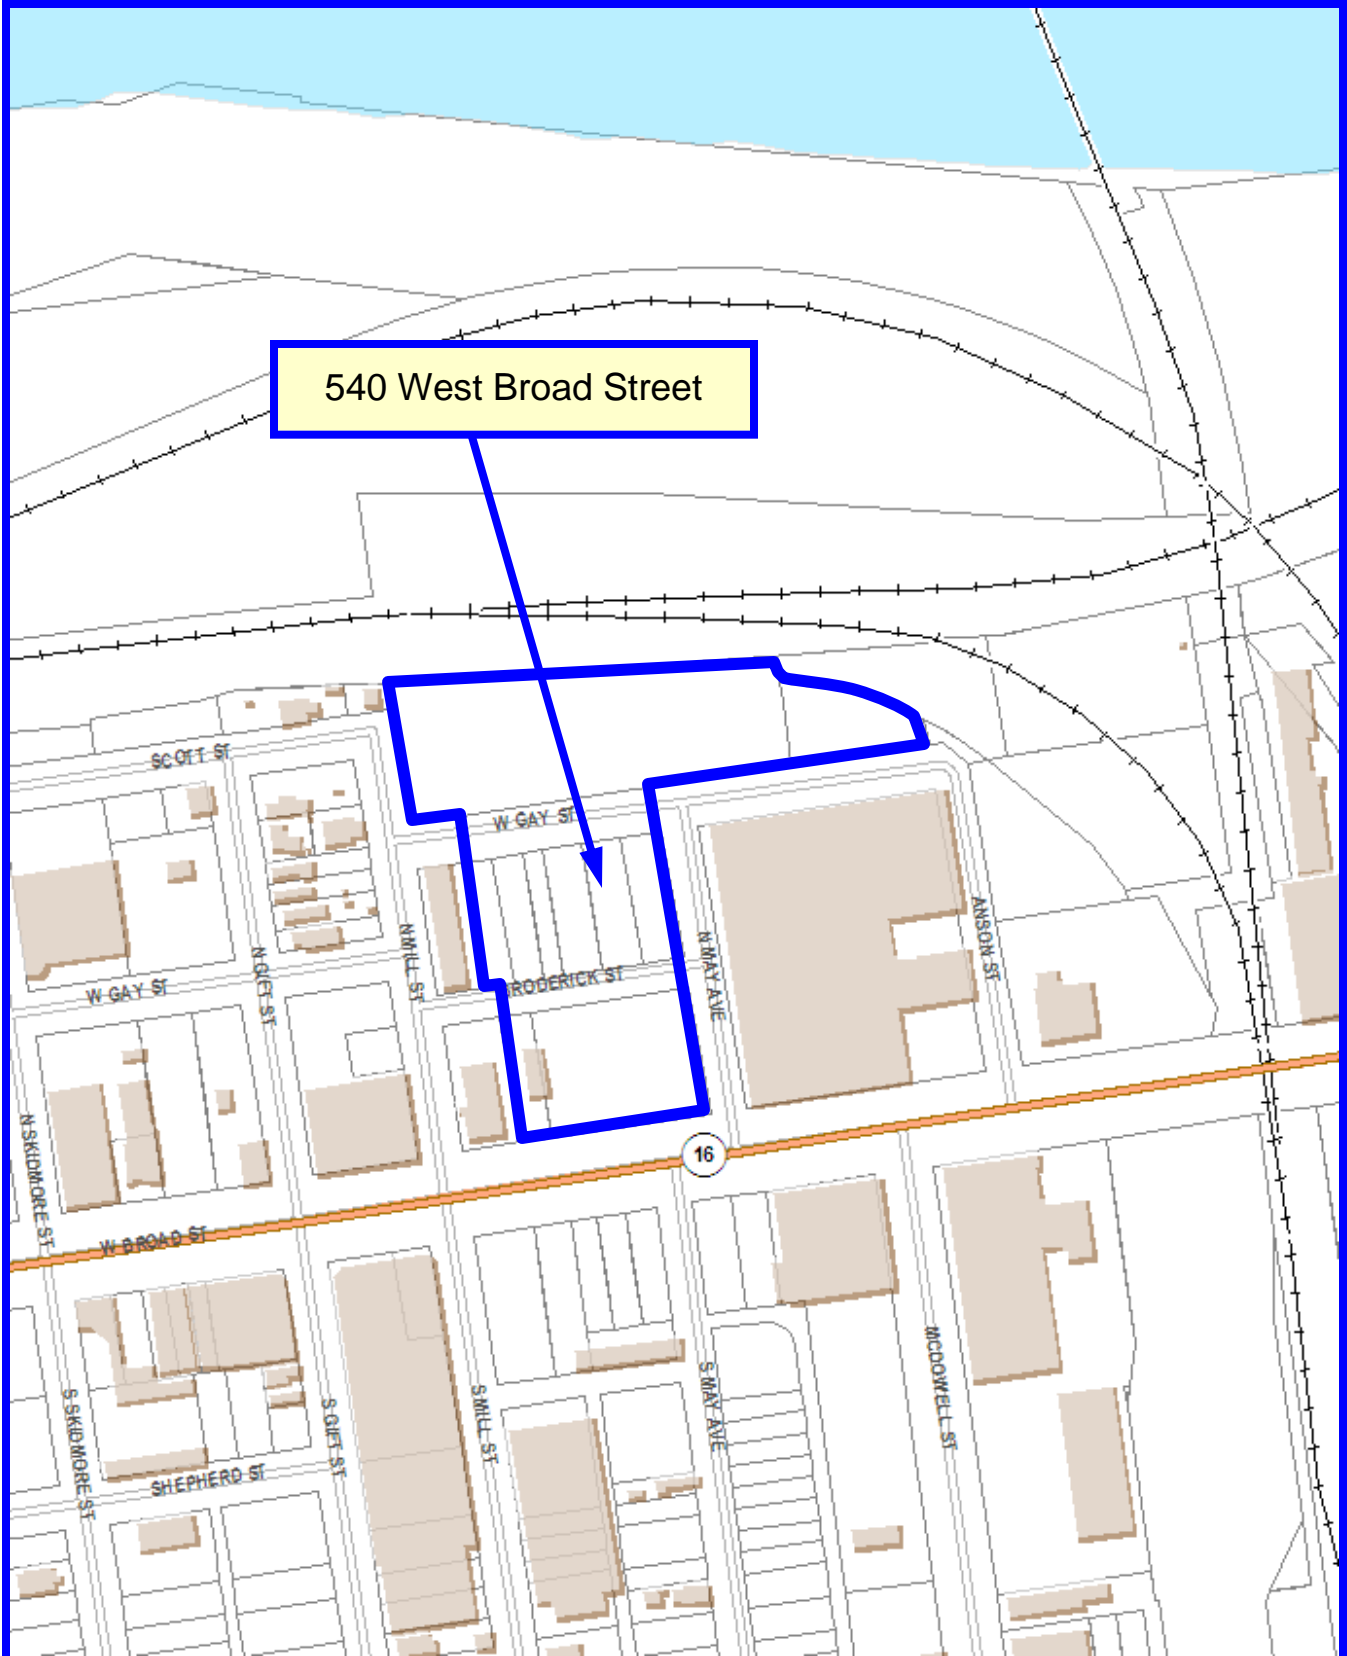 540 West Broad Street
SCOTT ST
W GAY ST
N MILL ST
N GIFT ST
N MAY AVE
ANSON ST
RODERICK ST
W GAY ST
N SKIDMORE ST
16
W BROAD ST
S SKIDMORE ST
S GIFT ST
S MILL ST
S MAY AVE
MCDOWELL ST
SHEPHERD ST